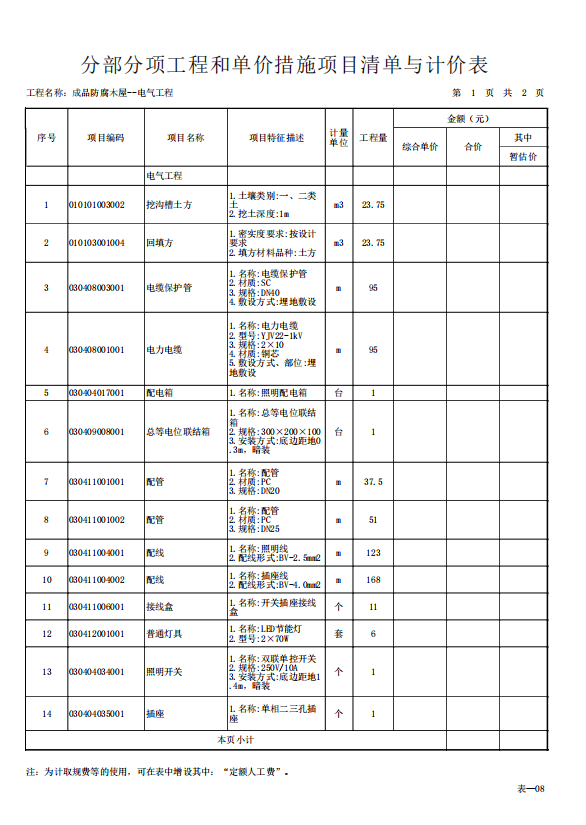 分部分项工程和单价措施项目清单与计价表
工程名称: 成品防腐木屋--电气工程 第 1 页 共 2 页
序号 项目编码 项目名称 项目特征描述 计量单位 工程量 金额（元）
综合单价 合价 其中
暂估价
电气工程
1 010101003002 挖沟槽土方 1.土壤类别:一、二类土 2.挖土深度:1m m3 23.75
2 010103001004 回填方 1.密实度要求:按设计要求 2.填方材料品种:土方 m3 23.75
3 030408003001 电缆保护管 1.名称:电缆保护管 2.材质:SC 3.规格:DN40 4.敷设方式:埋地敷设 m 95
4 030408001001 电力电缆 1.名称:电力电缆 2.型号:YJV22-1kV 3.规格:2×10 4.材质:铜芯 5.敷设方式、部位:埋地敷设 m 95
5 030404017001 配电箱 1.名称:照明配电箱 台 1
6 030409008001 总等电位联结箱 1.名称:总等电位联结箱 2.规格:300×200×100 3.安装方式:底边距地0.3m, 暗装 台 1
7 030411001001 配管 1.名称:配管 2.材质:PC 3.规格:DN20 m 37.5
8 030411001002 配管 1.名称:配管 2.材质:PC 3.规格:DN25 m 51
9 030411004001 配线 1.名称:照明线 2.配线形式:BV-2.5mm2 m 123
10 030411004002 配线 1.名称:插座线 2.配线形式:BV-4.0mm2 m 168
11 030411006001 接线盒 1.名称:开关插座接线盒 个 11
12 030412001001 普通灯具 1.名称:LED节能灯 2.型号:2×70W 套 6
13 030404034001 照明开关 1.名称:双联单控开关 2.规格:250V/10A 3.安装方式:底边距地1.4m, 暗装 个 1
14 030404035001 插座 1.名称:单相二三孔插座 个 1
本页小计
注: 为计取规费等的使用, 可在表中增设其中: “定额人工费”。
表—08